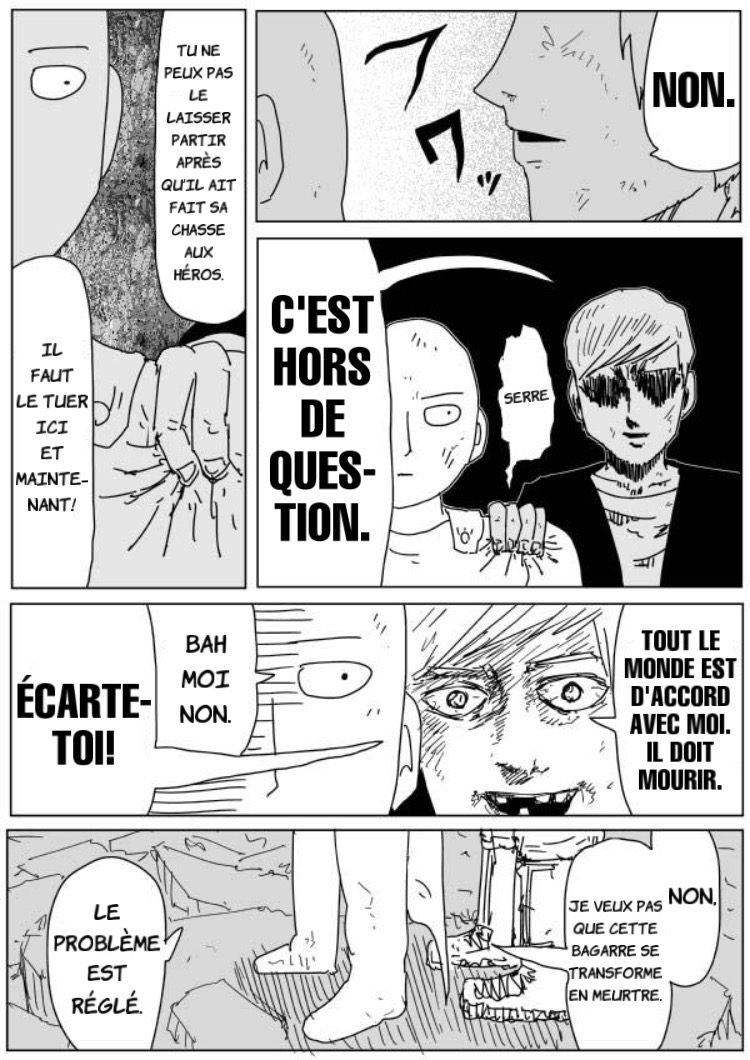 NON.
フワッ
TU NE
PEUX PAS
LE
LAISSER
PARTIR
APRÈS
QU'IL AIT
FAIT SA
CHASSE
AUX
HÉROS.
IL
FAUT
LE TUER
ICI
ET
MAINTE-
NANT!
C'EST
HORS
DE
QUES-
TION.
SERRE
TOUT LE
MONDE EST
D'ACCORD
AVEC MOI.
IL DOIT
MOURIR.
BAH
MOI
NON.
ÉCARTE-
TOI!
NON.
JE VEUX PAS
QUE CETTE
BAGARRE SE
TRANSFORME
EN MEURTRE.
LE
PROBLÈME
EST
RÉGLÉ.